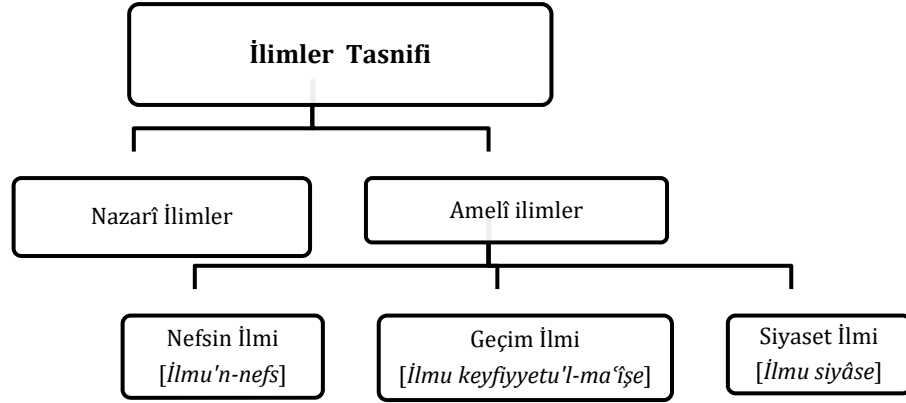 İlimler Tasnifi
Nazarî İlimler
Amelî ilimler
Nefsin İlmi
[İlmu'n-nefs]
Geçim İlmi
[İlmu keyfiyyetu'l-maʿîşe]
Siyaset İlmi
[İlmu siyâse]